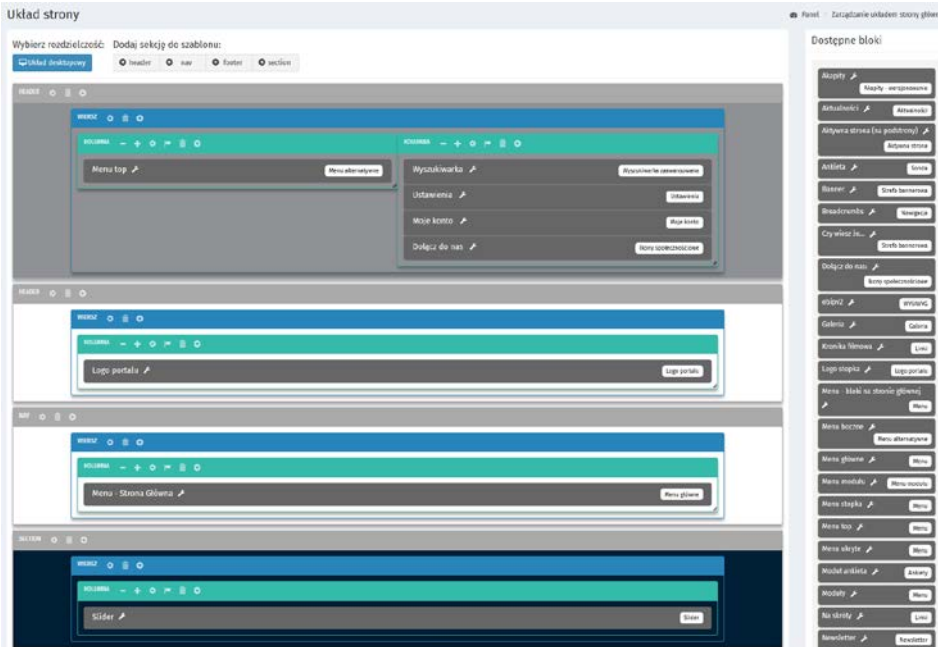 Układ strony
Panel / Zarządzanie układem strony główn
Wybierz rozdzielczość: Dodaj sekcję do szablonu:
Układ desktopowy header nav footer section
HEADER
WIERSZ
KOLUMNA
Menu top Menu alternatywne
KOLUMNA
Wyszukiwarka Wyszukiwarka zaawansowana
Ustawienia Ustawienia
Moje konto Moje konto
Dołącz do nas Ikony społecznościowe
HEADER
WIERSZ
KOLUMNA
Logo portalu Logo portalu
NAV
WIERSZ
KOLUMNA
Menu - Strona Główna Menu główne
SECTION
WIERSZ
KOLUMNA
Slider Slider
Dostępne bloki
Akapity
Akapity - wersjonowane
Aktualności Aktualności
Aktywna strona (na podstrony)
Aktywna strona
Ankieta Sonda
Banner Strefa bannerowa
Breadcrumbs Nawigacja
Czy wiesz że...
Strefa bannerowa
Dołącz do nas
Ikony społecznościowe
ebipv2 WYSIWYG
Galeria Galeria
Kronika filmowa Linki
Logo stopka Logo portalu
Menu - bloki na stronie głównej
Menu
Menu boczne
Menu alternatywne
Menu główne Menu
Menu modułu Menu modułu
Menu stopka Menu
Menu top Menu
Menu ukryte Menu
Moduł ankieta Ankiety
Moduły Menu
Na skróty Linki
Newsletter Newsletter